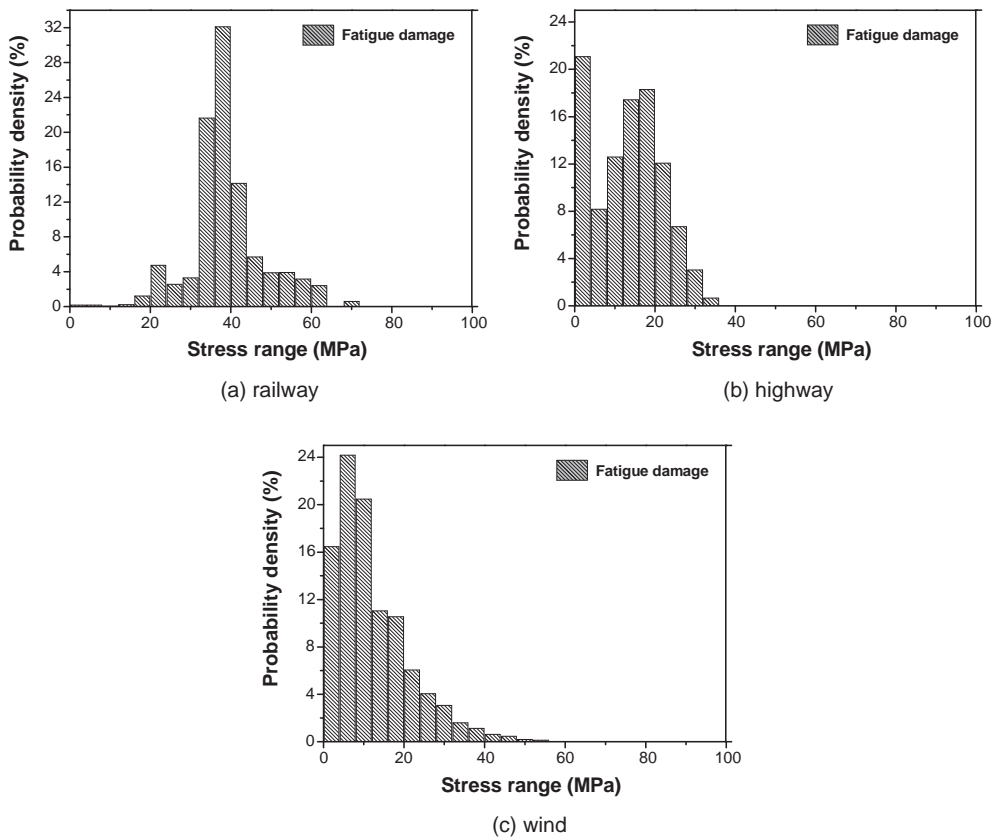 Probability density (%)
32
28
24
20
16
12
8
4
0
Fatigue damage
0 20 40 60 80 100
Stress range (MPa)
(a) railway
Probability density (%)
24
20
16
12
8
4
0
Fatigue damage
0 20 40 60 80 100
Stress range (MPa)
(b) highway
Probability density (%)
24
20
16
12
8
4
0
Fatigue damage
0 20 40 60 80 100
Stress range (MPa)
(c) wind